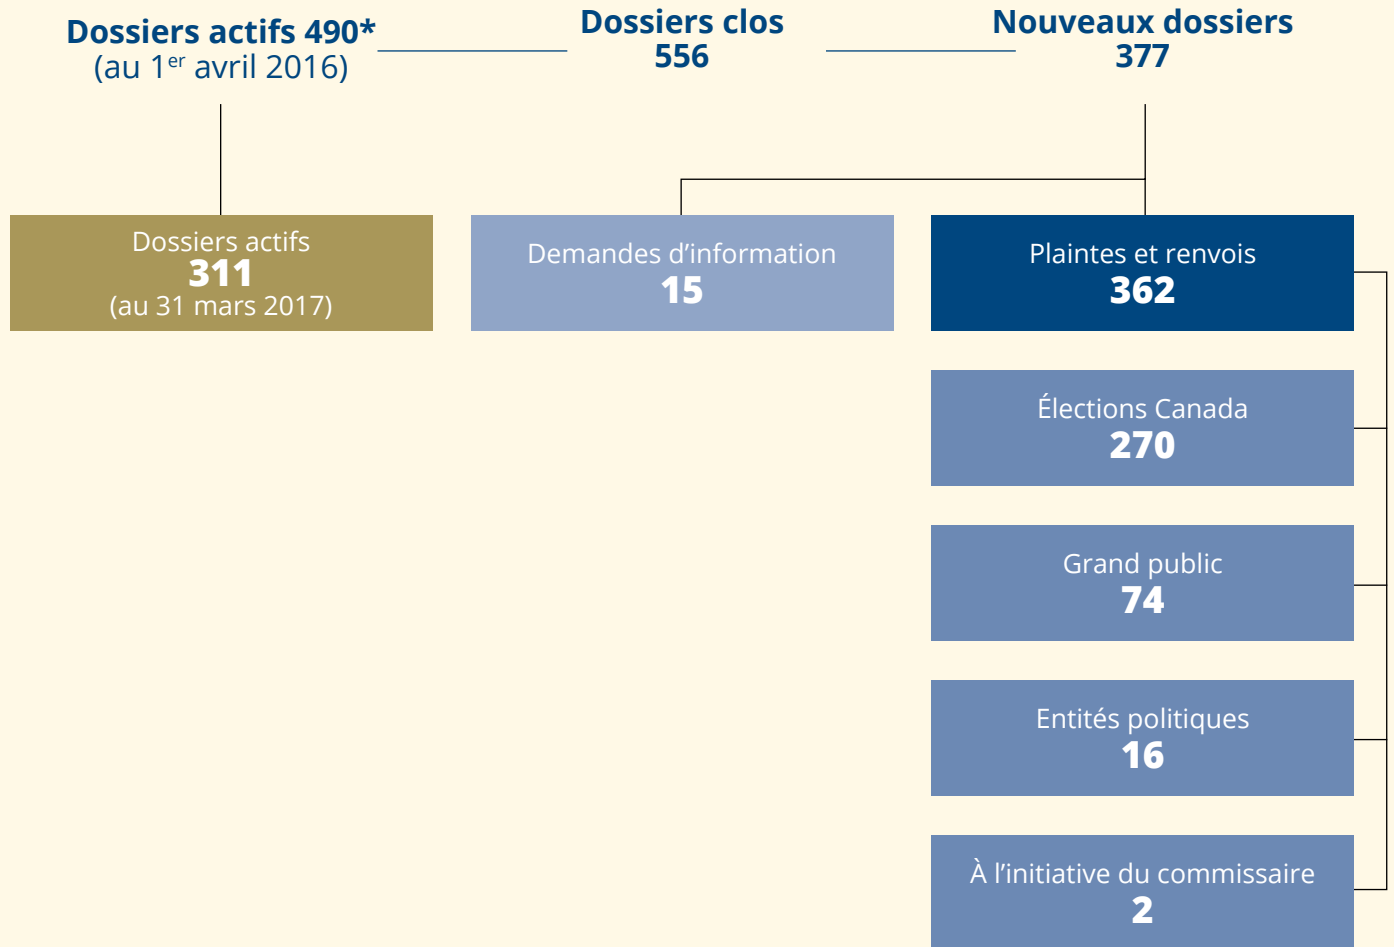 Dossiers actifs 490*
(au 1er avril 2016)
Dossiers clos
556
Nouveaux dossiers
377
Dossiers actifs
311
(au 31 mars 2017)
Demandes d’information
15
Plaintes et renvois
362
Élections Canada
270
Grand public
74
Entités politiques
16
À l’initiative du commissaire
2